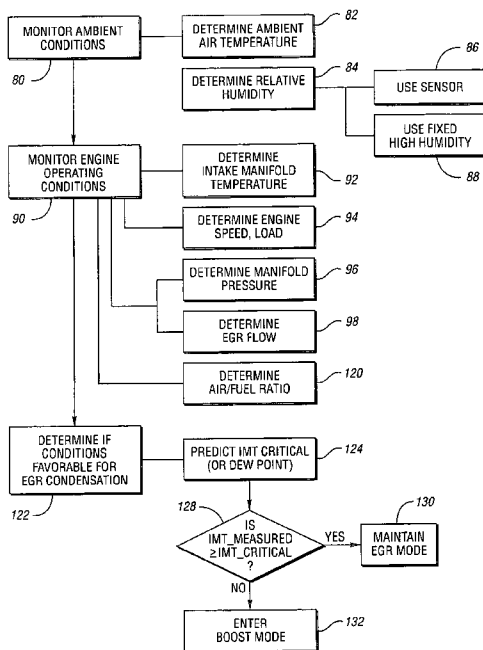 MONITOR AMBIENT
CONDITIONS
80
DETERMINE AMBIENT
AIR TEMPERATURE
82
DETERMINE RELATIVE
HUMIDITY
84
USE SENSOR
86
USE FIXED
HIGH HUMIDITY
88
MONITOR ENGINE
OPERATING
CONDITIONS
90
DETERMINE
INTAKE MANIFOLD
TEMPERATURE
92
DETERMINE ENGINE
SPEED, LOAD
94
DETERMINE MANIFOLD
PRESSURE
96
DETERMINE
EGR FLOW
98
DETERMINE
AIR/FUEL RATIO
120
DETERMINE IF
CONDITIONS
FAVORABLE FOR
EGR CONDENSATION
122
PREDICT IMT CRITICAL
(OR DEW POINT)
124
128
IS
IMT_MEASURED
≥IMT_CRITICAL
?
YES
MAINTAIN
EGR MODE
130
NO
ENTER
BOOST MODE
132